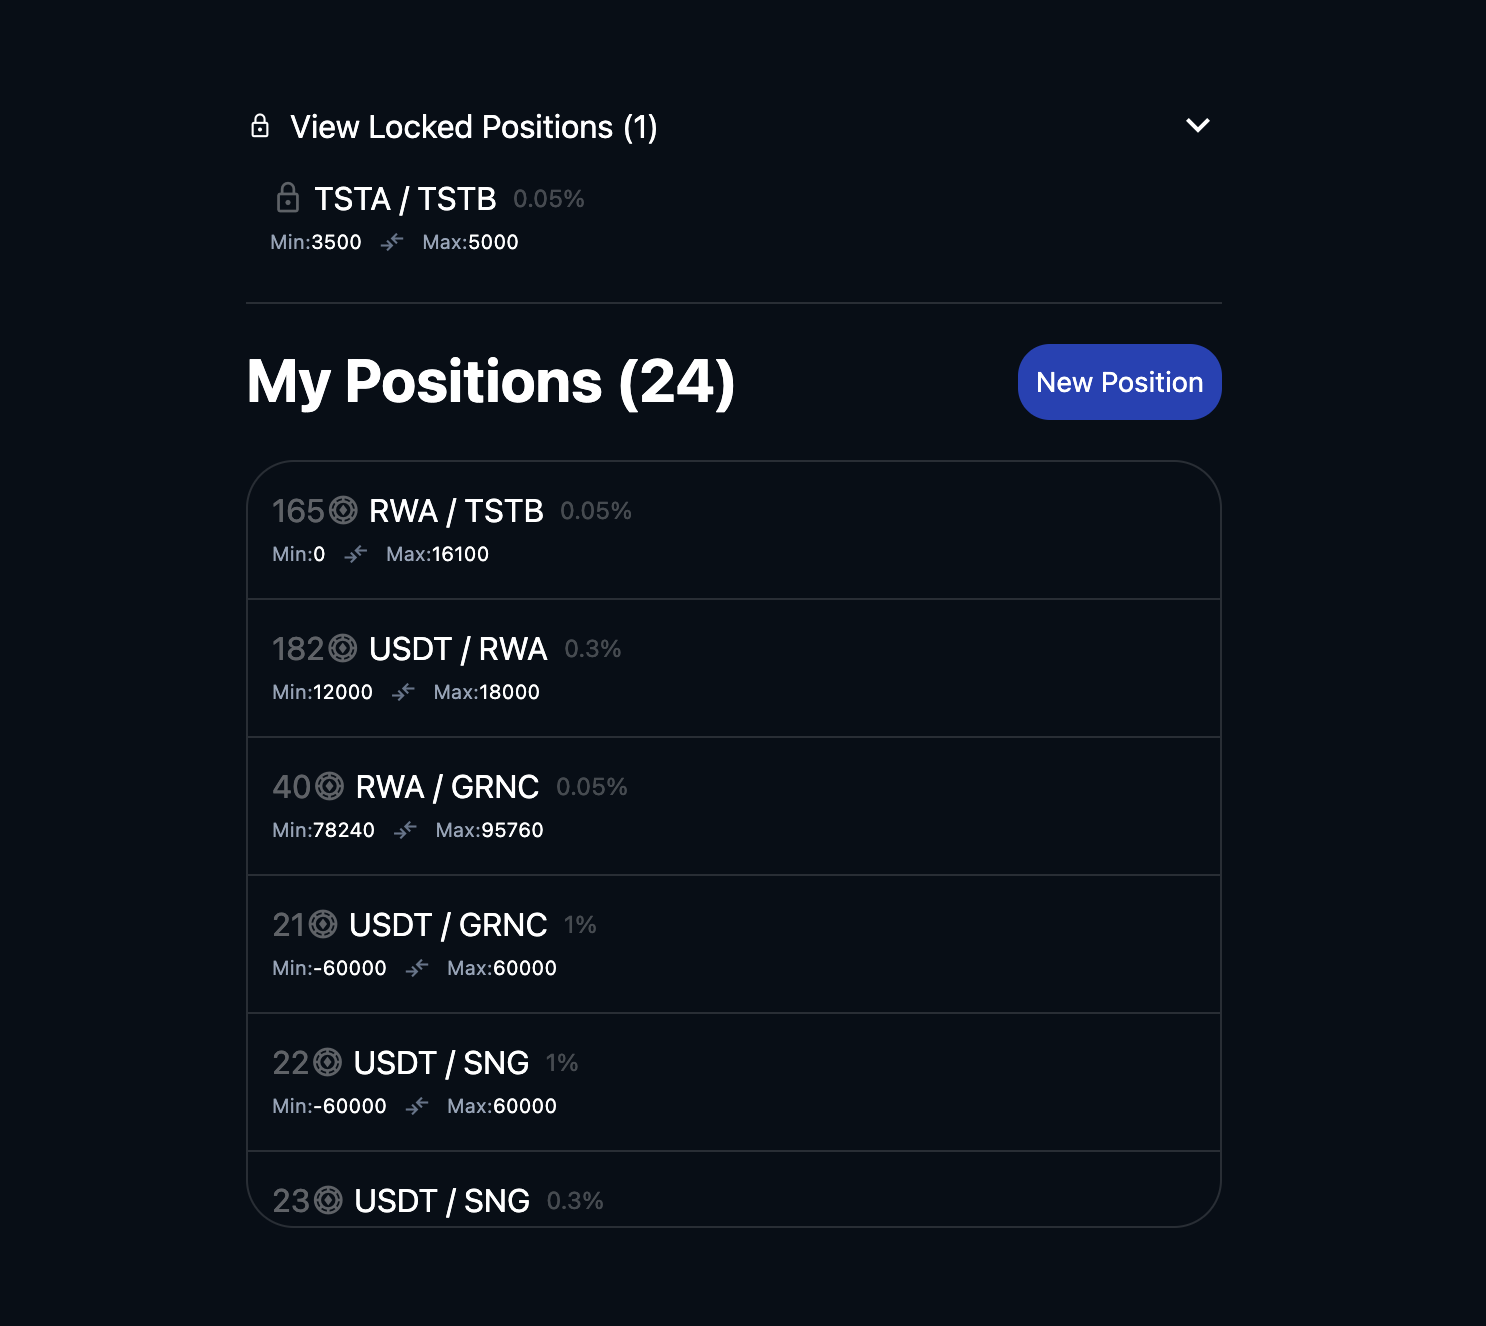 View Locked Positions (1)
TSTA / TSTB 0.05%
Min:3500 Max:5000
My Positions (24)
New Position
165 RWA / TSTB 0.05%
Min:0 Max:16100
182 USDT / RWA 0.3%
Min:12000 Max:18000
40 RWA / GRNC 0.05%
Min:78240 Max:95760
21 USDT / GRNC 1%
Min:-60000 Max:60000
22 USDT / SNG 1%
Min:-60000 Max:60000
23 USDT / SNG 0.3%